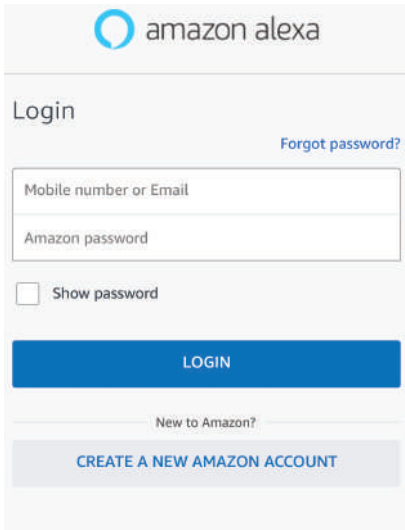 amazon alexa
Login
Forgot password?
Mobile number or Email
Amazon password
Show password
LOGIN
New to Amazon?
CREATE A NEW AMAZON ACCOUNT